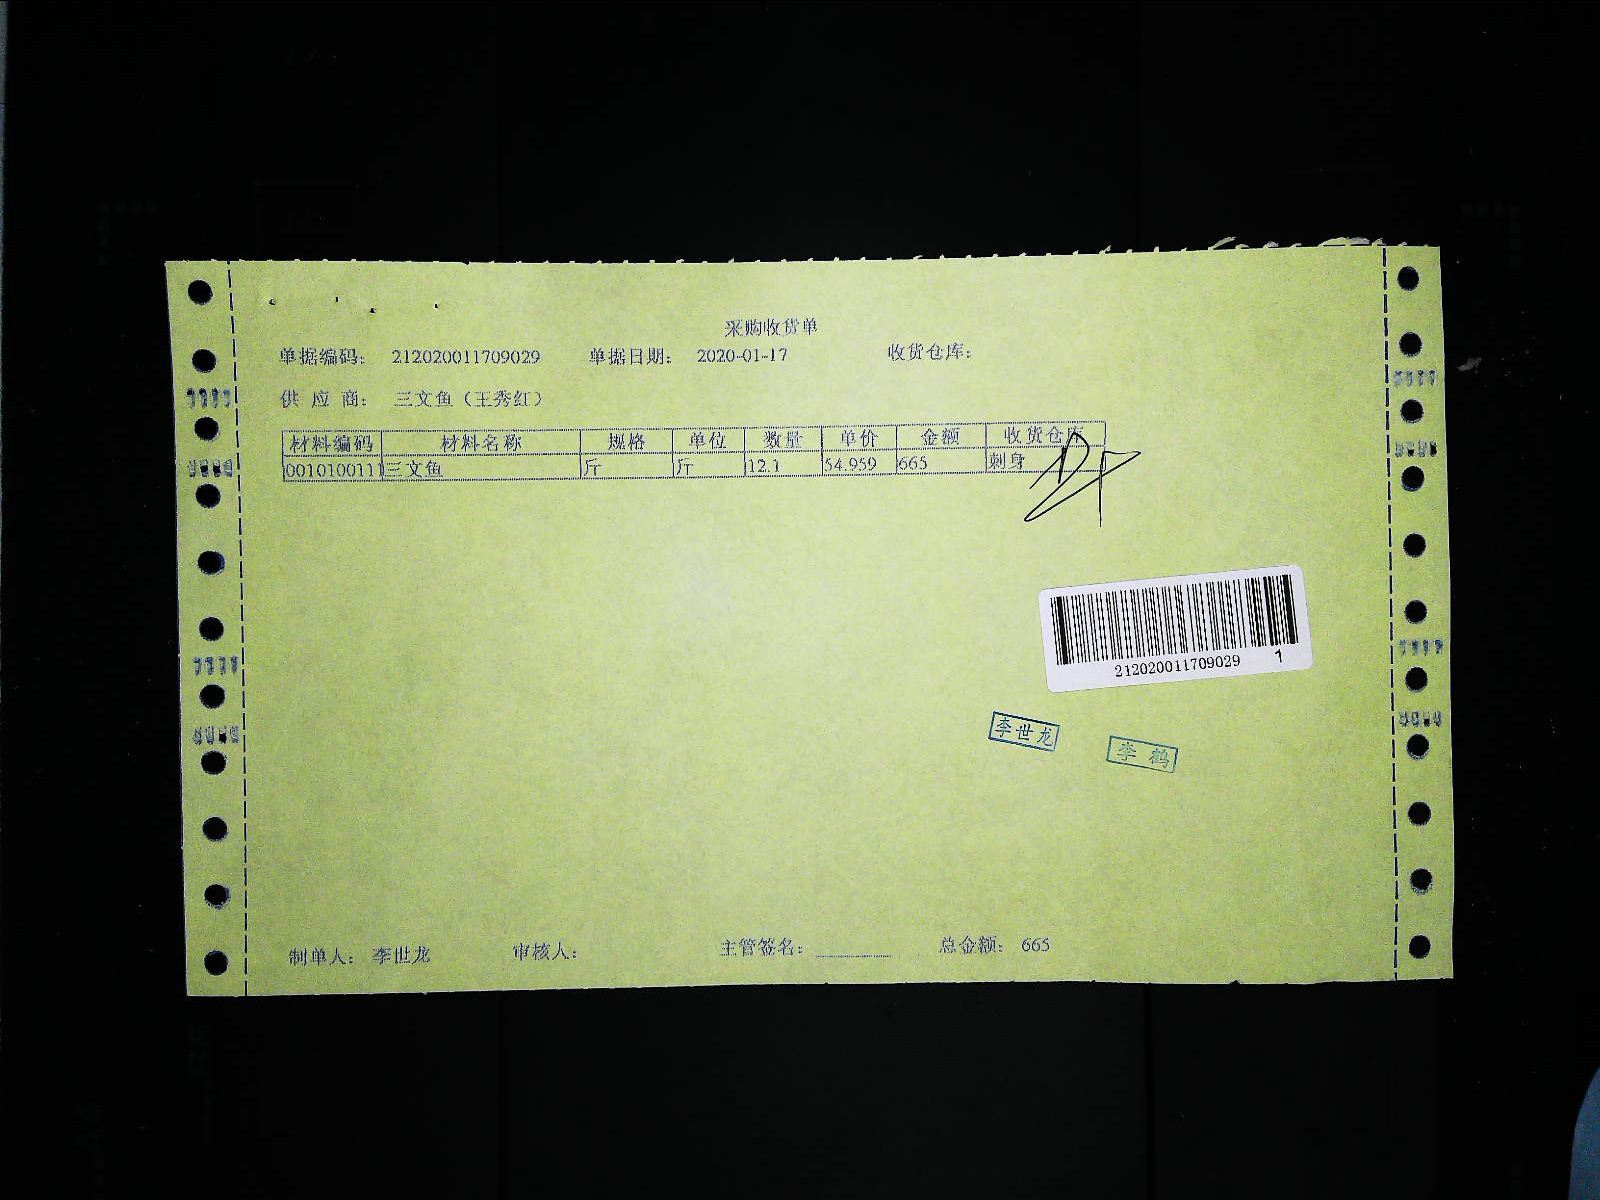 采购收货单
单据编码： 212020011709029 单据日期： 2020-01-17 收货仓库：
供 应 商： 三文鱼（王秀红）
材料编码 材料名称 规格 单位 数量 单价 金额 收货仓库
0010100111 三文鱼 斤 斤 12.1 54.959 665 刺身
212020011709029 1
李世龙
李 鹤
制单人： 李世龙 审核人： 主管签名： 总金额： 665